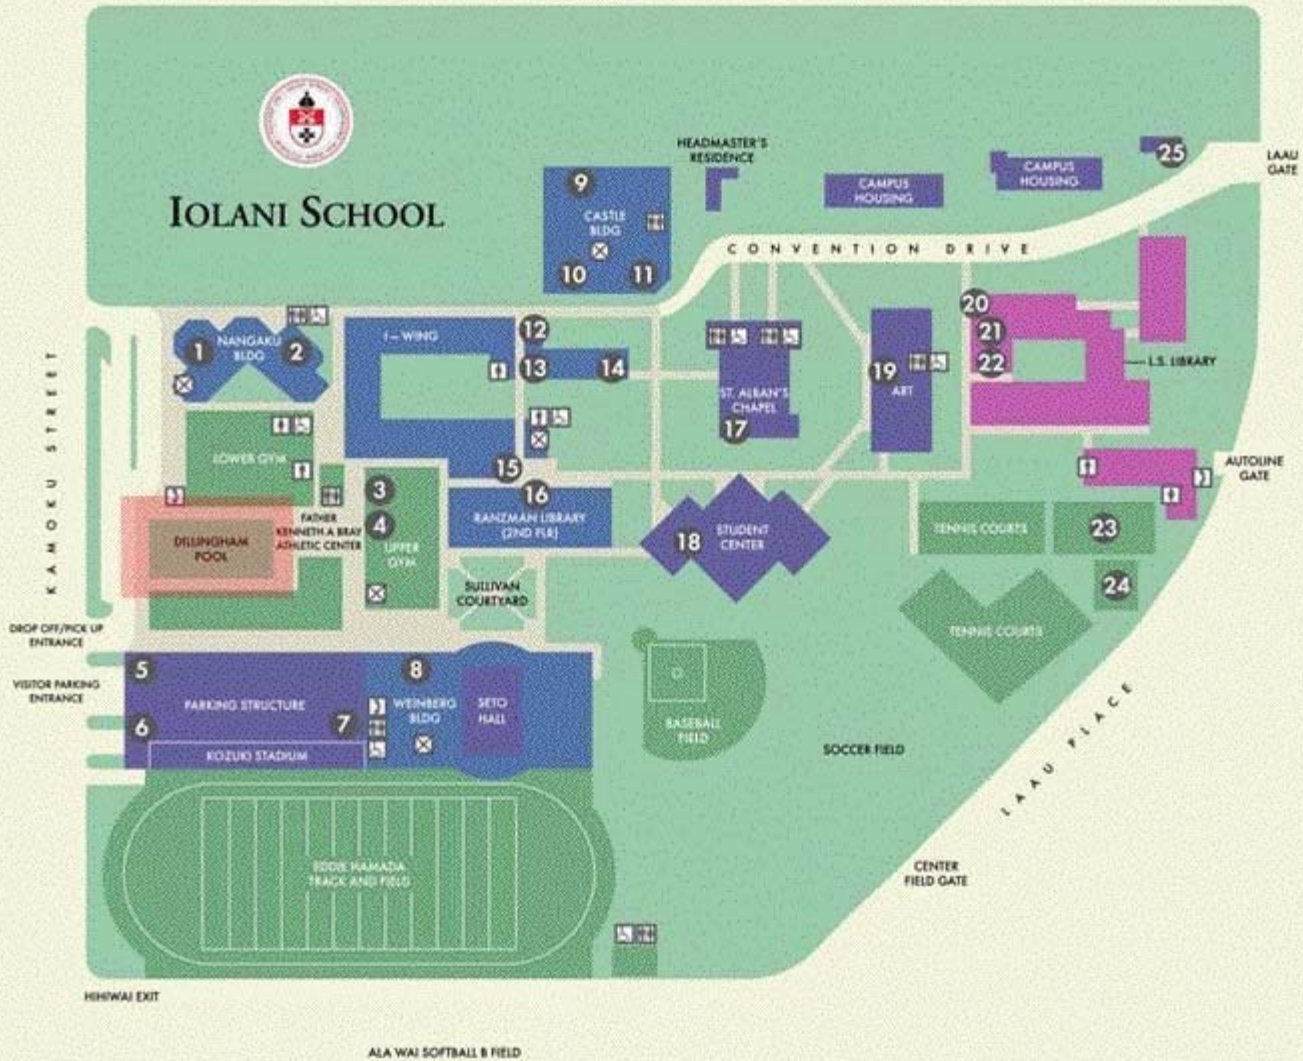 IOLANI SCHOOL
HEADMASTER'S
RESIDENCE
CAMPUS
HOUSING
CAMPUS
HOUSING
25
LAAU
GATE
9
CASTLE
BLDG
10
11
CONVENTION DRIVE
1
NANGAKU
BLDG
2
I-WING
12
13
14
ST. ALBAN'S
CHAPEL
17
19
ART
20
21
22
L.S. LIBRARY
KAMOKU STREET
LOWER GYM
15
16
RANZMAN LIBRARY
(2ND FLR)
18
STUDENT
CENTER
AUTOLINE
GATE
TENNIS COURTS
23
24
TENNIS COURTS
3
4
UPPER
GYM
DILLINGHAM
POOL
FATHER
KENNETH A BRAY
ATHLETIC CENTER
SULLIVAN
COURTYARD
DROP OFF/PICK UP
ENTRANCE
VISITOR PARKING
ENTRANCE
5
PARKING STRUCTURE
6
7
KOZUKI STADIUM
8
WEINBERG
BLDG
SETO
HALL
BASEBALL
FIELD
SOCCER FIELD
LAAU PLACE
EDDIE HAMADA
TRACK AND FIELD
CENTER
FIELD GATE
HIHIWAI EXIT
ALA WAI SOFTBALL B FIELD